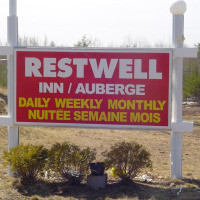 RESTWELL
INN / AUBERGE
DAILY WEEKLY MONTHLY
NUITÉE SEMAINE MOIS